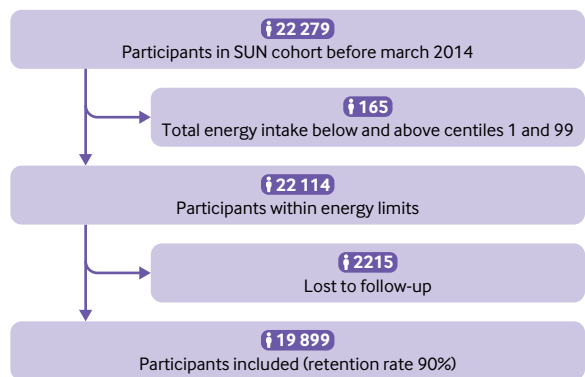 22 279
Participants in SUN cohort before march 2014
165
Total energy intake below and above centiles 1 and 99
22 114
Participants within energy limits
2215
Lost to follow-up
19 899
Participants included (retention rate 90%)